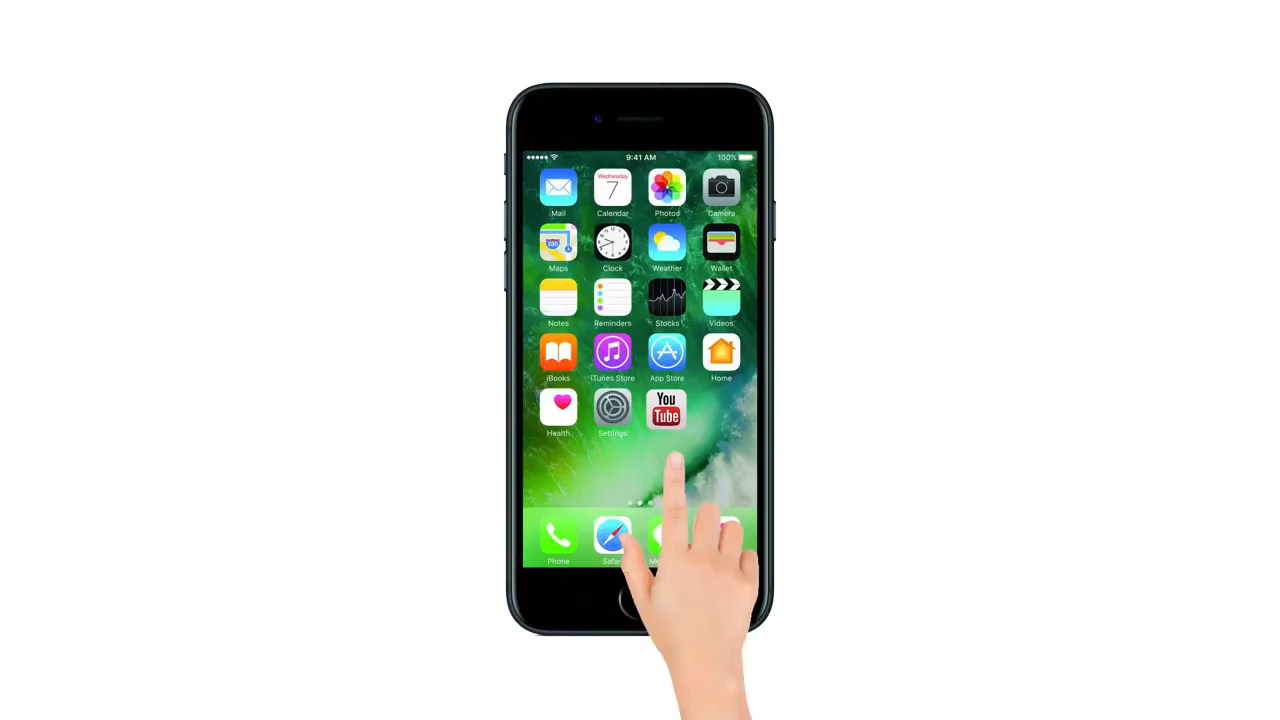 9:41 AM 100%
Wednesday
7
Mail Calendar Photos Camera
280
Maps Clock Weather Wallet
Notes Reminders Stocks Videos
iBooks iTunes Store App Store Home
You
Tube
Health Settings
Phone